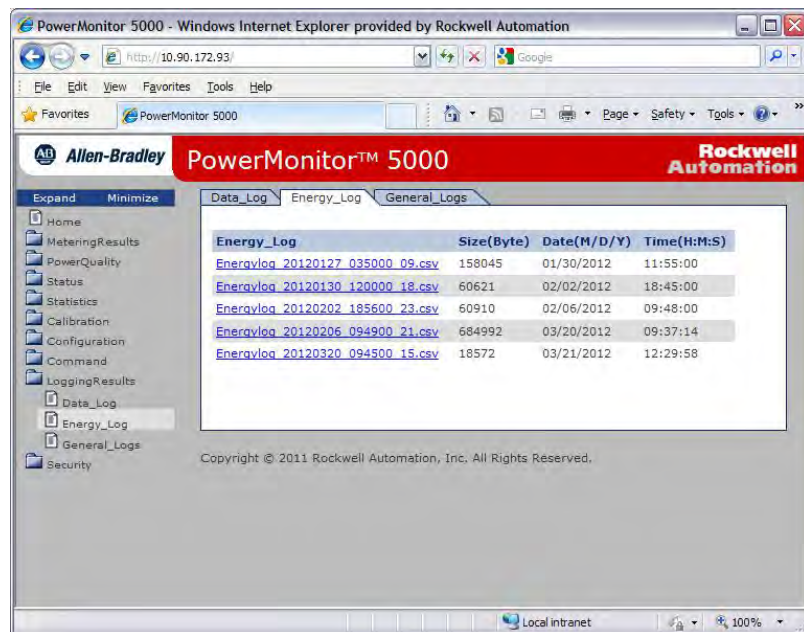 PowerMonitor 5000 - Windows Internet Explorer provided by Rockwell Automation
http://10.90.172.93/
Google
File Edit View Favorites Tools Help
Favorites PowerMonitor 5000 Page Safety Tools »
AB Allen-Bradley PowerMonitor™ 5000 Rockwell Automation
Expand Minimize
Home
MeteringResults
PowerQuality
Status
Statistics
Calibration
Configuration
Command
LoggingResults
Data_Log
Energy_Log
General_Logs
Security
Data_Log Energy_Log General_Logs
Energy_Log Size(Byte) Date(M/D/Y) Time(H:M:S)
Energylog_20120127_035000_09.csv 158045 01/30/2012 11:55:00
Energylog_20120130_120000_18.csv 60621 02/02/2012 18:45:00
Energylog_20120202_185600_23.csv 60910 02/06/2012 09:48:00
Energylog_20120206_094900_21.csv 684992 03/20/2012 09:37:14
Energylog_20120320_094500_15.csv 18572 03/21/2012 12:29:58
Copyright © 2011 Rockwell Automation, Inc. All Rights Reserved.
Local intranet 100%